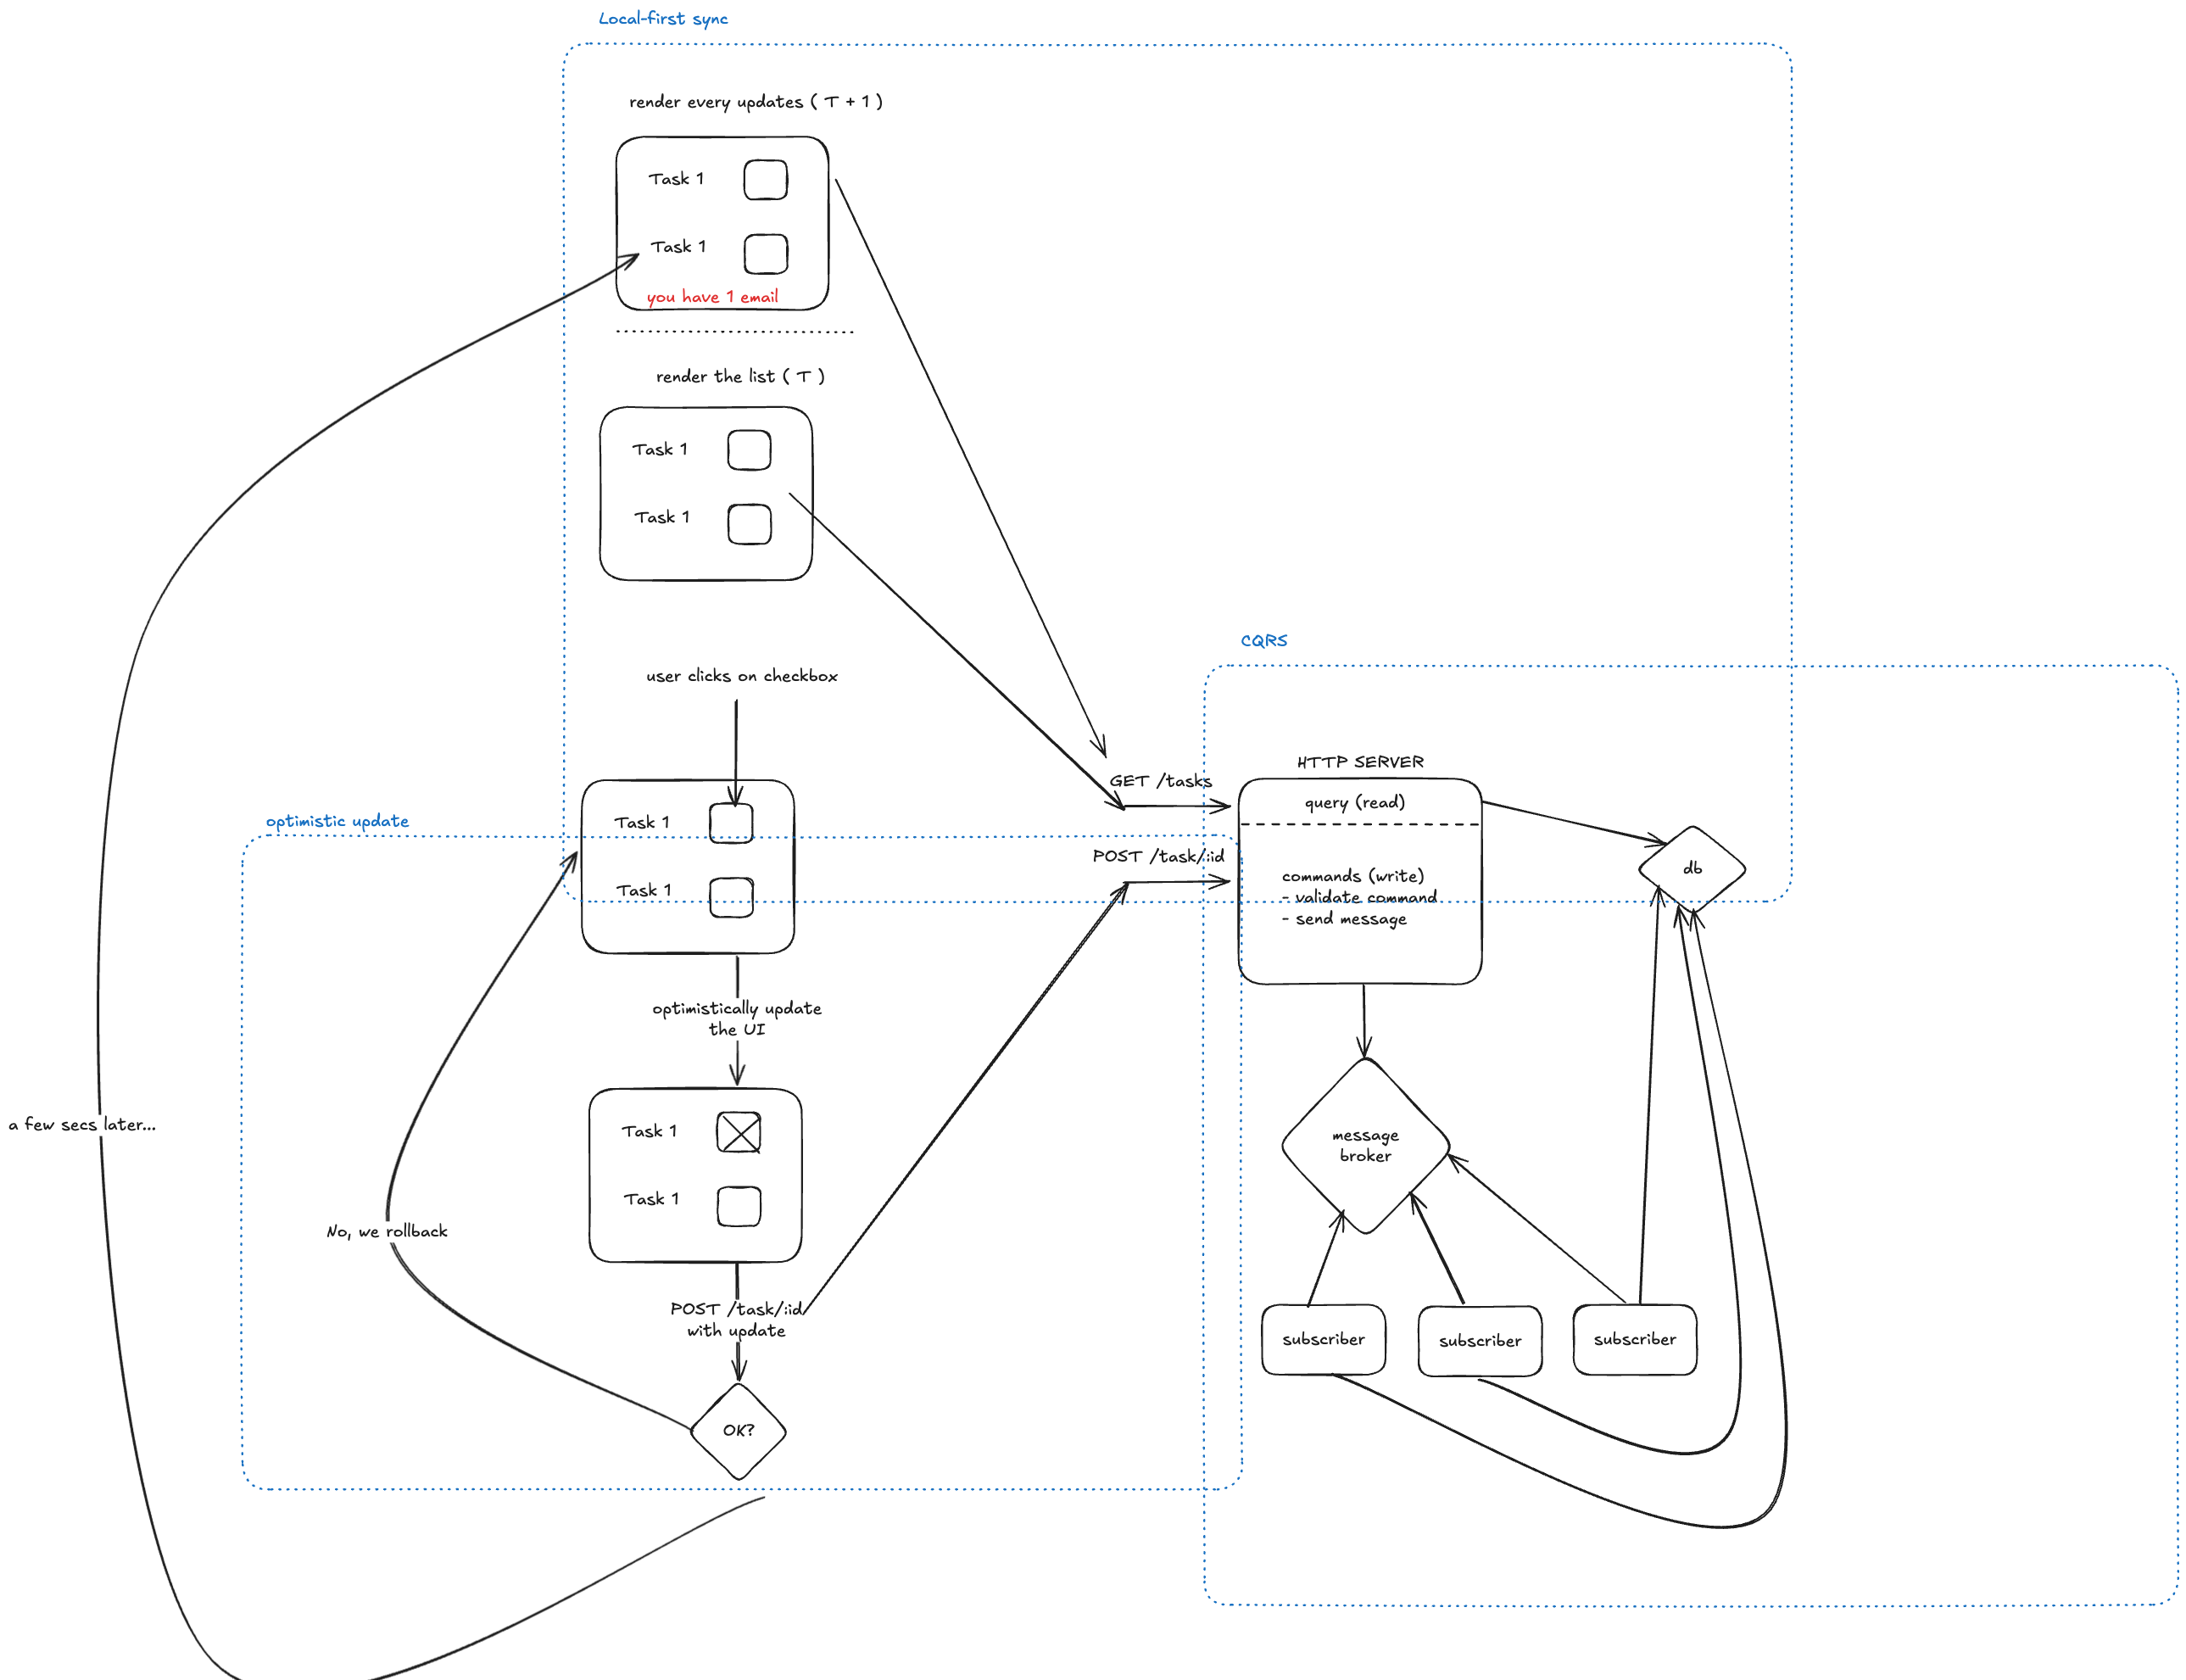 Local-first sync
render every updates ( T + 1 )
Task 1
Task 1
you have 1 email
render the list ( T )
Task 1
Task 1
user clicks on checkbox
Task 1
Task 1
optimistic update
optimistically update
the UI
Task 1
Task 1
a few secs later...
No, we rollback
POST /task/:id
with update
OK?
CQRS
HTTP SERVER
GET /tasks
query (read)
POST /task/:id
commands (write)
- validate command
- send message
db
message
broker
subscriber
subscriber
subscriber